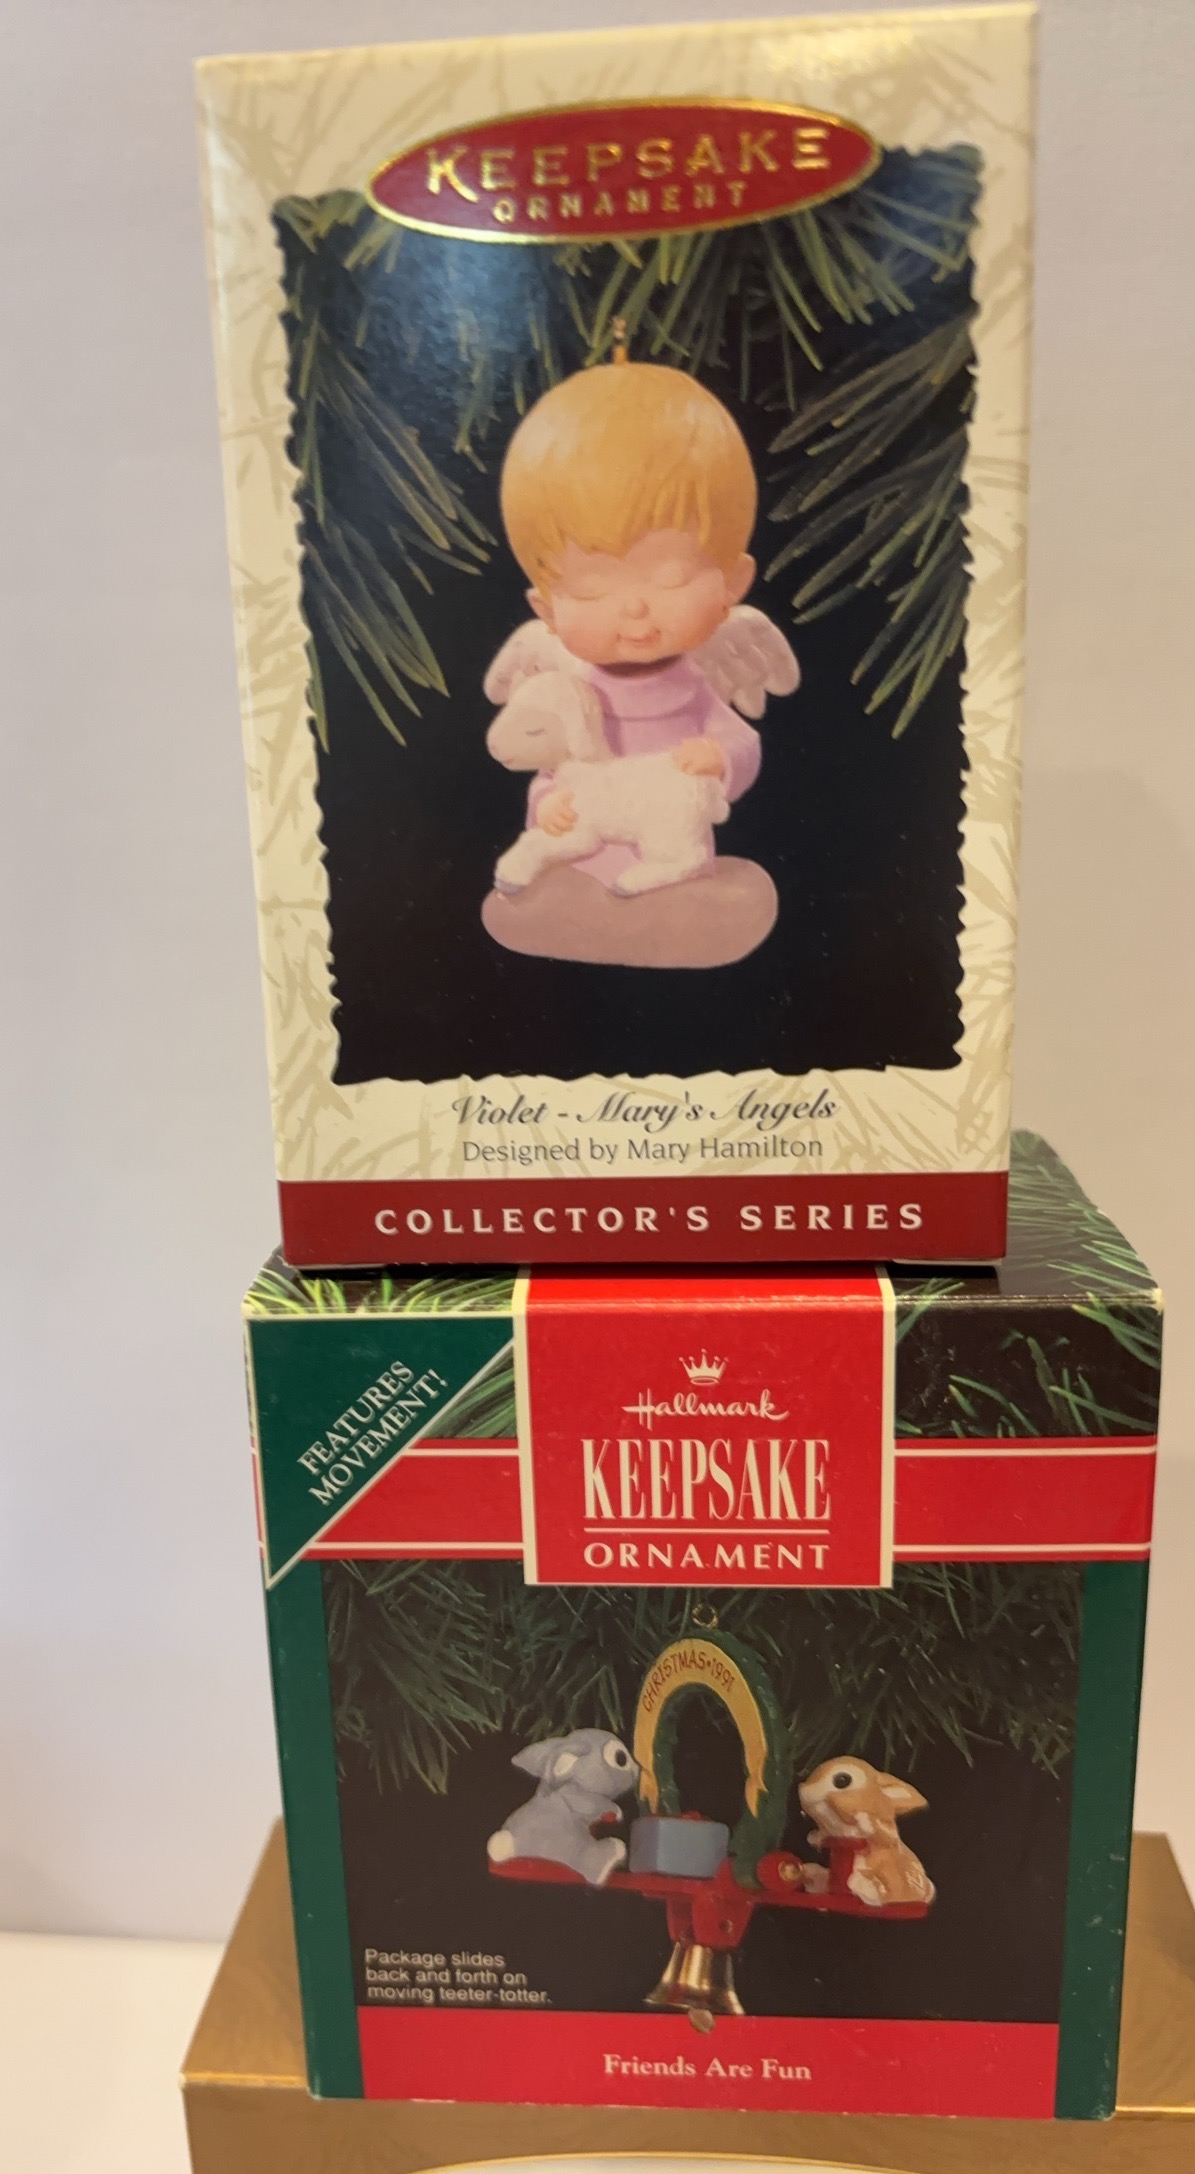 KEEPSAKE
ORNAMENT
Violet - Mary's Angels
Designed by Mary Hamilton
COLLECTOR'S SERIES
FEATURES
MOVEMENT!
Hallmark
KEEPSAKE
ORNAMENT
CHRISTMAS•1991
Package slides
back and forth on
moving teeter-totter.
Friends Are Fun